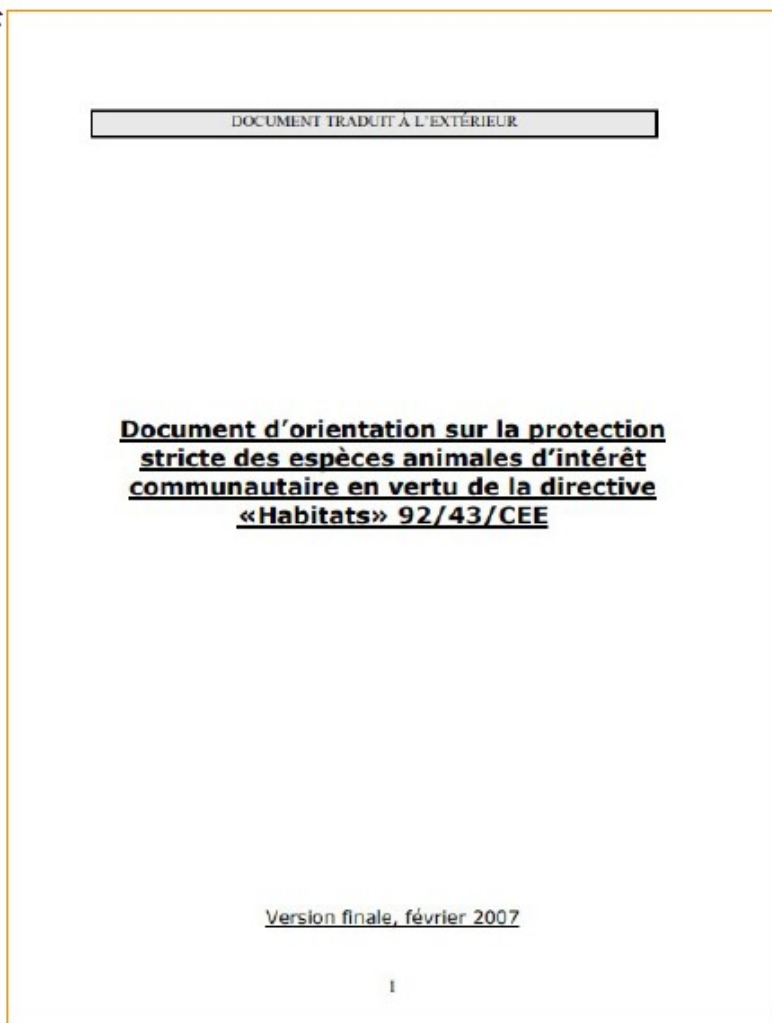 DOCUMENT TRADUIT À L'EXTÉRIEUR
Document d'orientation sur la protection
stricte des espèces animales d'intérêt
communautaire en vertu de la directive
«Habitats» 92/43/CEE
Version finale, février 2007
1